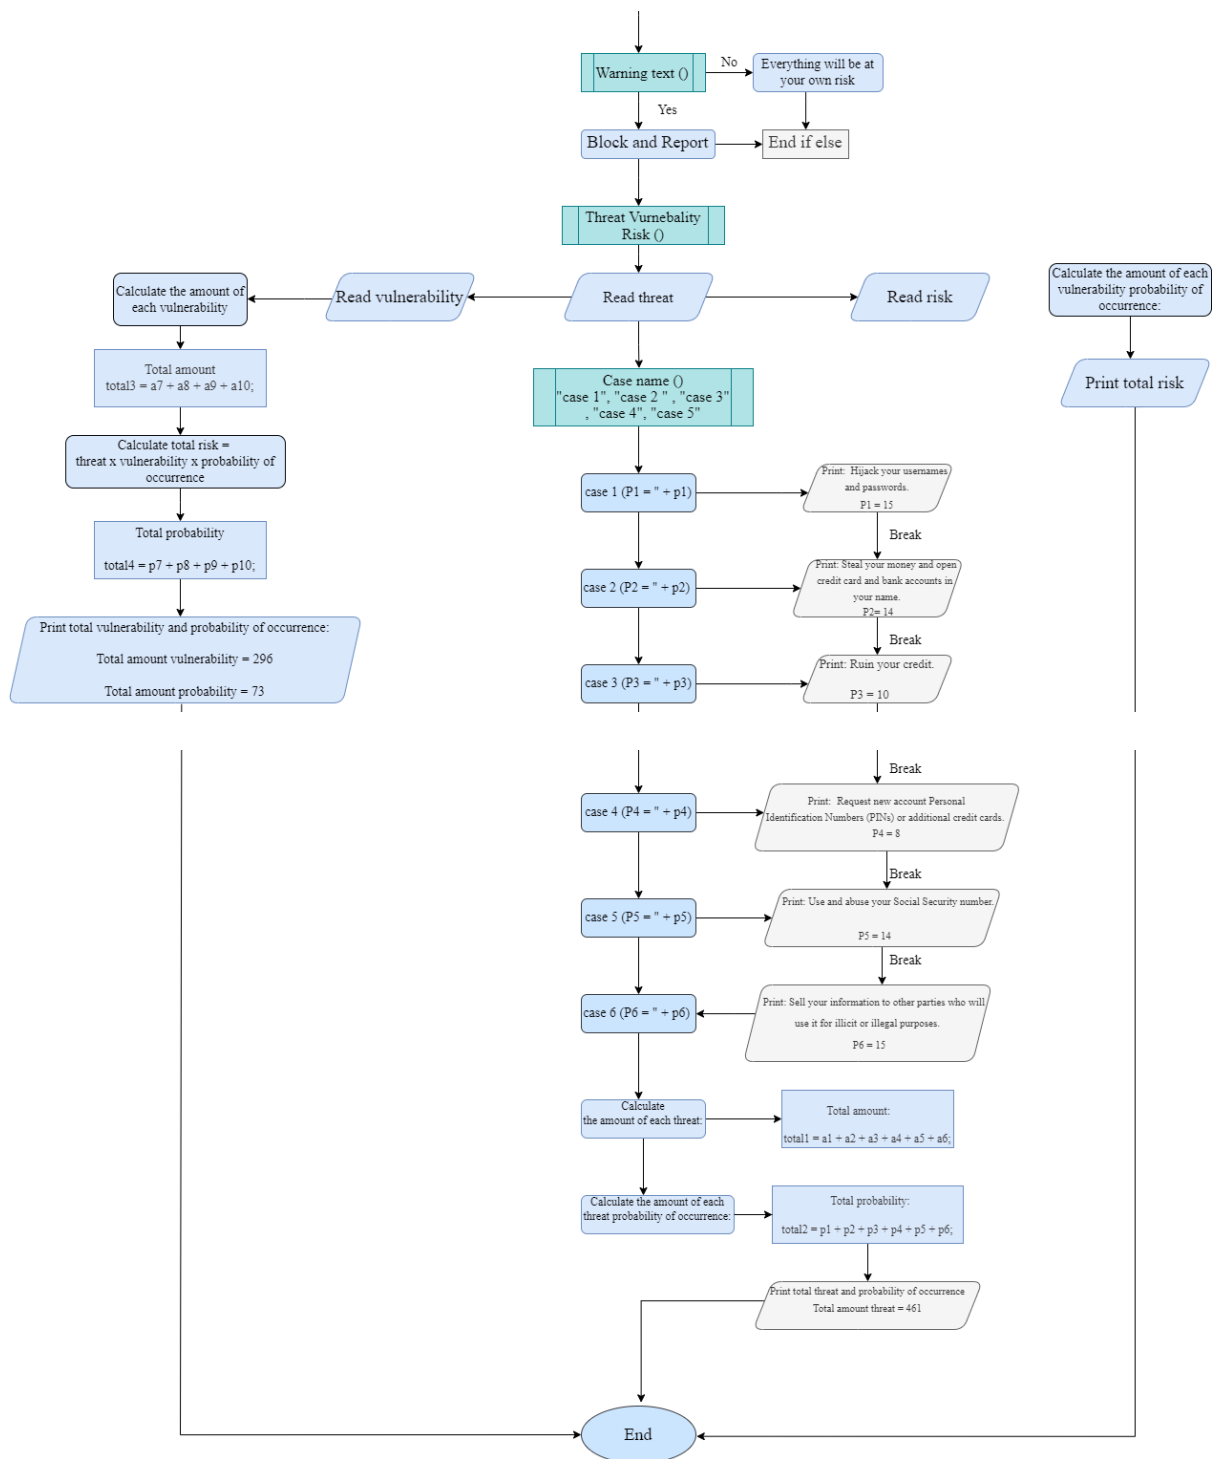 Warning text ()
No
Everything will be at
your own risk
Yes
Block and Report
End if else
Threat Vurnebality
Risk ()
Calculate the amount of
each vulnerability
Read vulnerability
Read threat
Read risk
Calculate the amount of each
vulnerability probability of
occurrence:
Total amount
total3 = a7 + a8 + a9 + a10;
Print total risk
Case name ()
"case 1", "case 2 " , "case 3"
, "case 4", "case 5"
Calculate total risk =
threat x vulnerability x probability of
occurrence
case 1 (P1 = " + p1)
Print:  Hijack your usernames
and passwords.
P1 = 15
Break
Total probability
total4 = p7 + p8 + p9 + p10;
case 2 (P2 = " + p2)
Print: Steal your money and open
credit card and bank accounts in
your name.
P2= 14
Break
Print total vulnerability and probability of occurrence:
Total amount vulnerability = 296
Total amount probability = 73
case 3 (P3 = " + p3)
Print: Ruin your credit.
P3 = 10
Break
case 4 (P4 = " + p4)
Print:  Request new account Personal
Identification Numbers (PINs) or additional credit cards.
P4 = 8
Break
case 5 (P5 = " + p5)
Print: Use and abuse your Social Security number.
P5 = 14
Break
case 6 (P6 = " + p6)
Print: Sell your information to other parties who will
use it for illicit or illegal purposes.
P6 = 15
Calculate
the amount of each threat:
Total amount:
total1 = a1 + a2 + a3 + a4 + a5 + a6;
Calculate the amount of each
threat probability of occurrence:
Total probability:
total2 = p1 + p2 + p3 + p4 + p5 + p6;
Print total threat and probability of occurrence
Total amount threat = 461
End